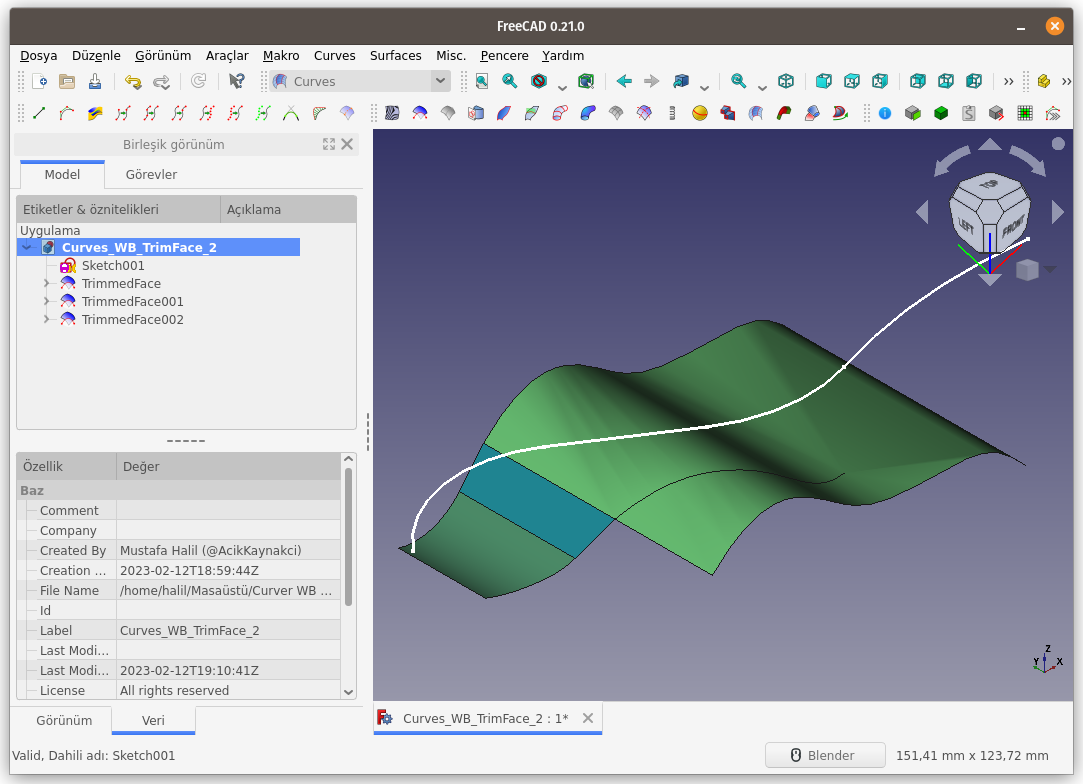 FreeCAD 0.21.0
Dosya Düzenle Görünüm Araçlar Makro Curves Surfaces Misc. Pencere Yardım
Curves
Birleşik görünüm
Model Görevler
Etiketler & öznitelikleri Açıklama
Uygulama
Curves_WB_TrimFace_2
Sketch001
TrimmedFace
TrimmedFace001
TrimmedFace002
Özellik Değer
Baz
Comment
Company
Created By Mustafa Halil (@AcikKaynakci)
Creation ... 2023-02-12T18:59:44Z
File Name /home/halil/Masaüstü/Curver WB ...
Id
Label Curves_WB_TrimFace_2
Last Modi...
Last Modi... 2023-02-12T19:10:41Z
License All rights reserved
Görünüm Veri
TOP
LEFT FRONT
Z
Y X
Curves_WB_TrimFace_2 : 1*
Valid, Dahili adı: Sketch001
Blender 151,41 mm x 123,72 mm